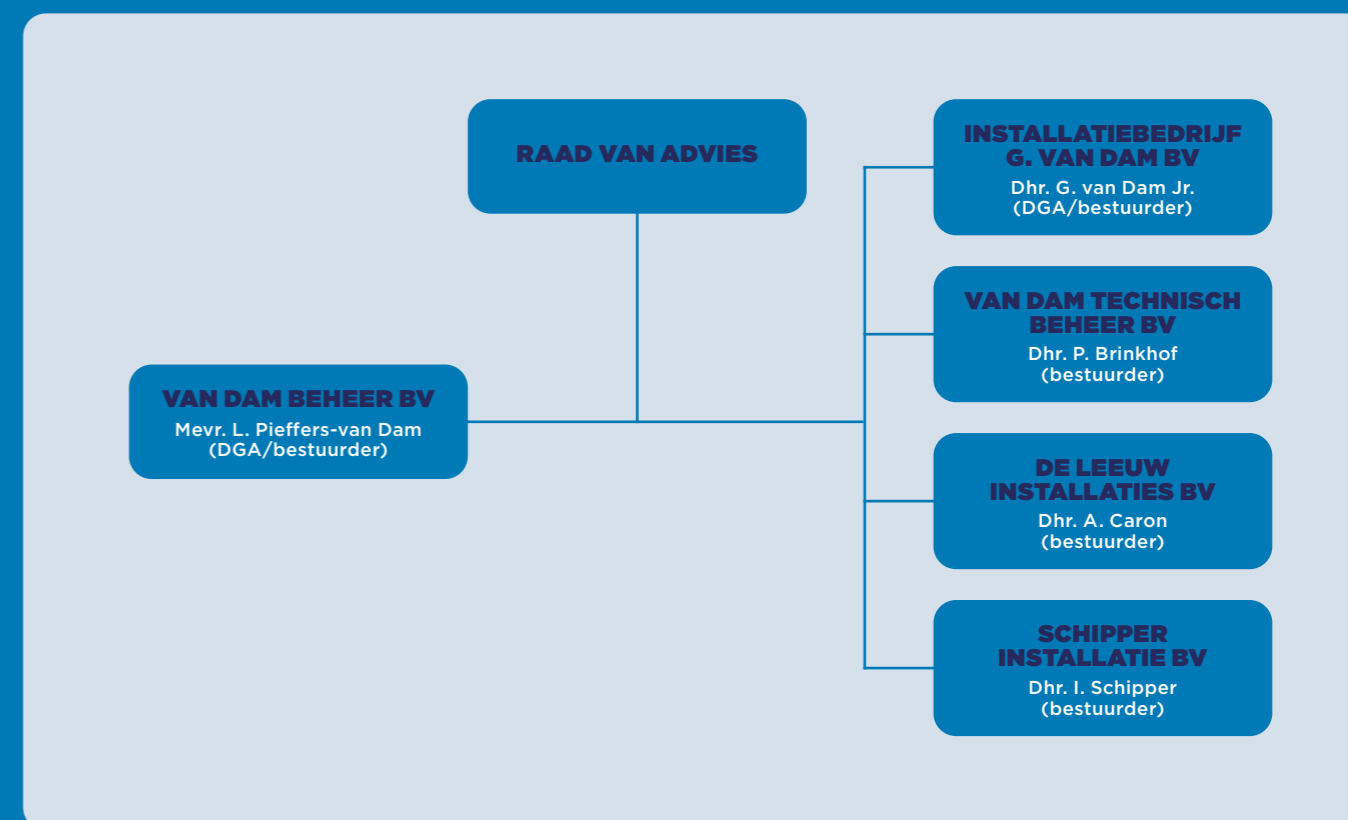 RAAD VAN ADVIES
VAN DAM BEHEER BV
Mevr. L. Pieffers-van Dam
(DGA/bestuurder)
INSTALLATIEBEDRIJF
G. VAN DAM BV
Dhr. G. van Dam Jr.
(DGA/bestuurder)
VAN DAM TECHNISCH
BEHEER BV
Dhr. P. Brinkhof
(bestuurder)
DE LEEUW
INSTALLATIES BV
Dhr. A. Caron
(bestuurder)
SCHIPPER
INSTALLATIE BV
Dhr. I. Schipper
(bestuurder)